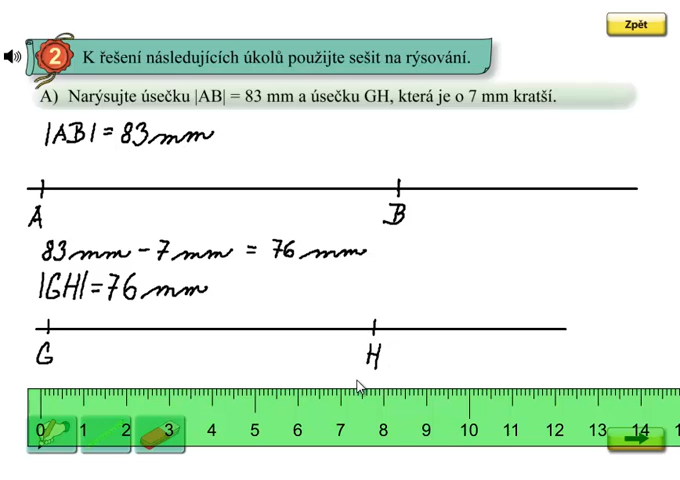 Zpět
2 K řešení následujících úkolů použijte sešit na rýsování.
A) Narýsujte úsečku |AB| = 83 mm a úsečku GH, která je o 7 mm kratší.
|AB| = 83 mm
A B
83 mm - 7 mm = 76 mm
|GH| = 76 mm
G H
0 1 2 3 4 5 6 7 8 9 10 11 12 13 14 1